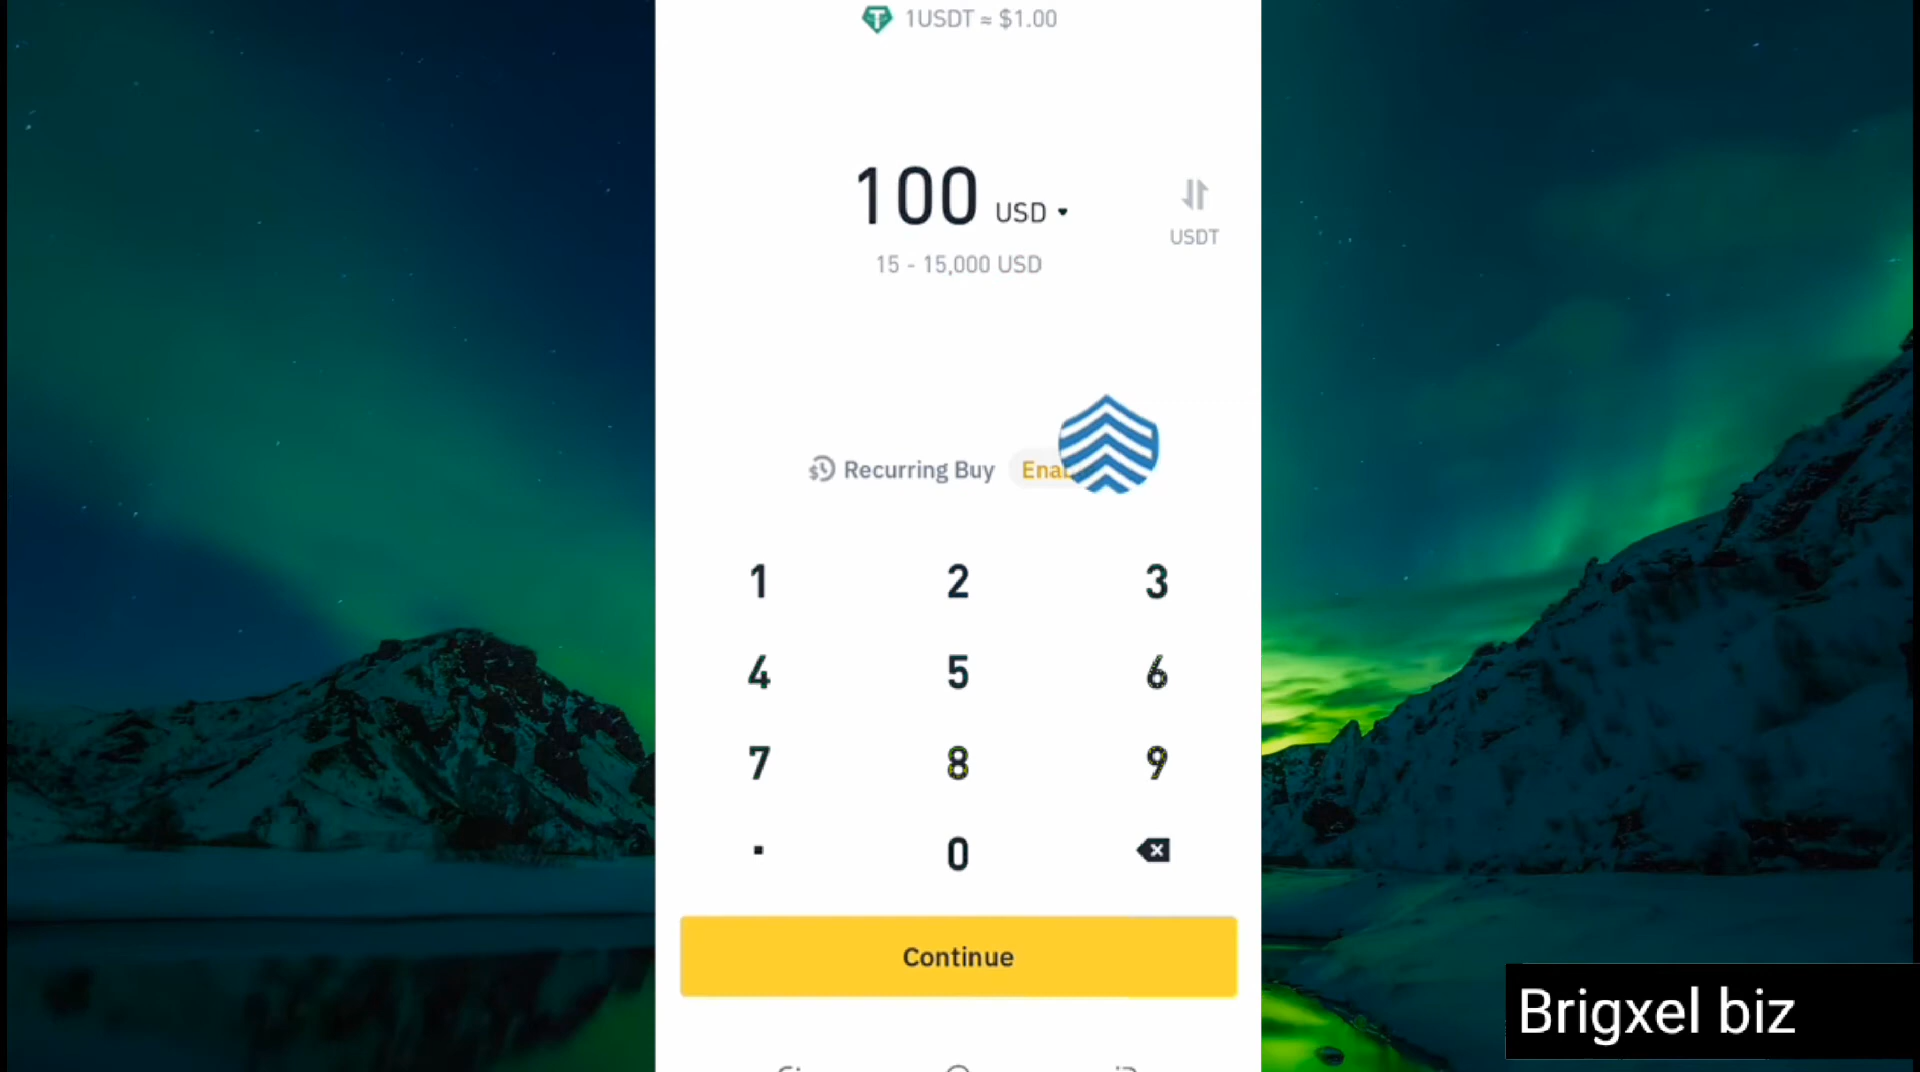 1USDT ≈ $1.00
100 USD
USDT
15 - 15,000 USD
Recurring Buy Ena
1 2 3
4 5 6
7 8 9
. 0
Continue
Brigxel biz